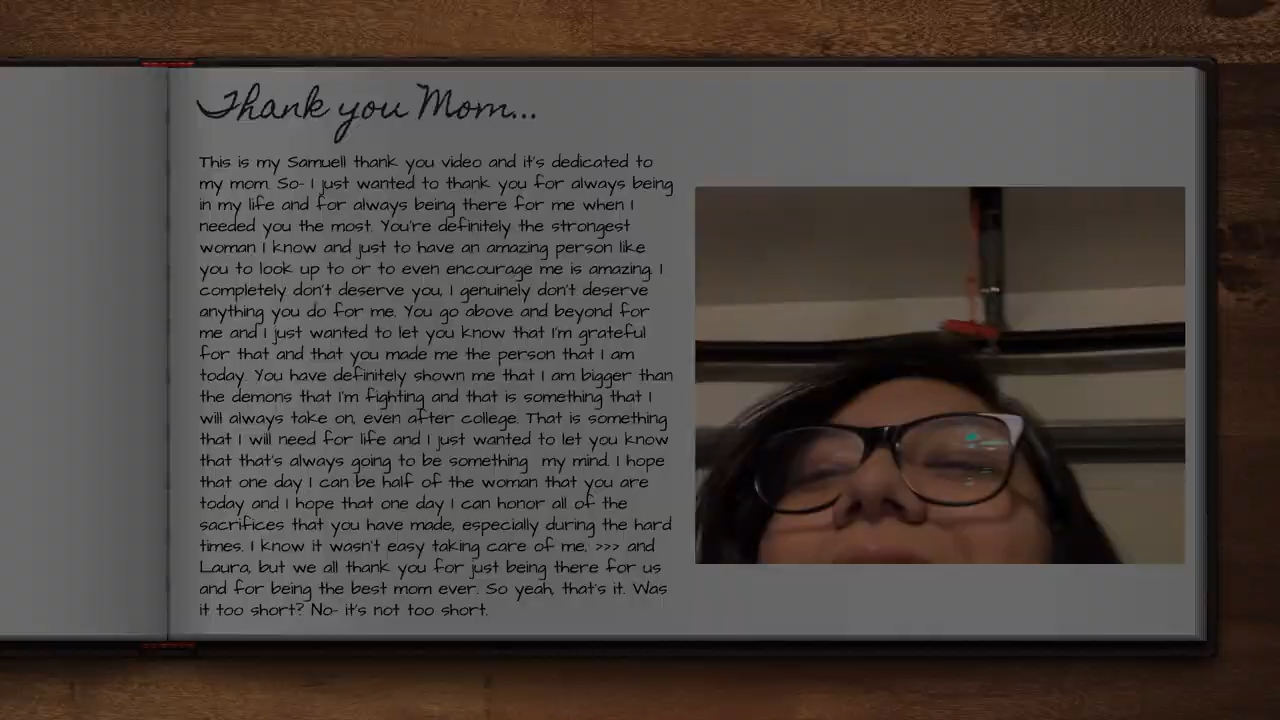 Thank you Mom...
This is my Samuell thank you video and it's dedicated to
my mom. So- I just wanted to thank you for always being
in my life and for always being there for me when I
needed you the most. You're definitely the strongest
woman I know and just to have an amazing person like
you to look up to or to even encourage me is amazing. I
completely don't deserve you, I genuinely don't deserve
anything you do for me. You go above and beyond for
me and I just wanted to let you know that I'm grateful
for that and that you made me the person that I am
today. You have definitely shown me that I am bigger than
the demons that I'm fighting and that is something that I
will always take on, even after college. That is something
that I will need for life and I just wanted to let you know
that that's always going to be something  my mind. I hope
that one day I can be half of the woman that you are
today and I hope that one day I can honor all of the
sacrifices that you have made, especially during the hard
times. I know it wasn't easy taking care of me, >>> and
Laura, but we all thank you for just being there for us
and for being the best mom ever. So yeah, that's it. Was
it too short? No- it's not too short.